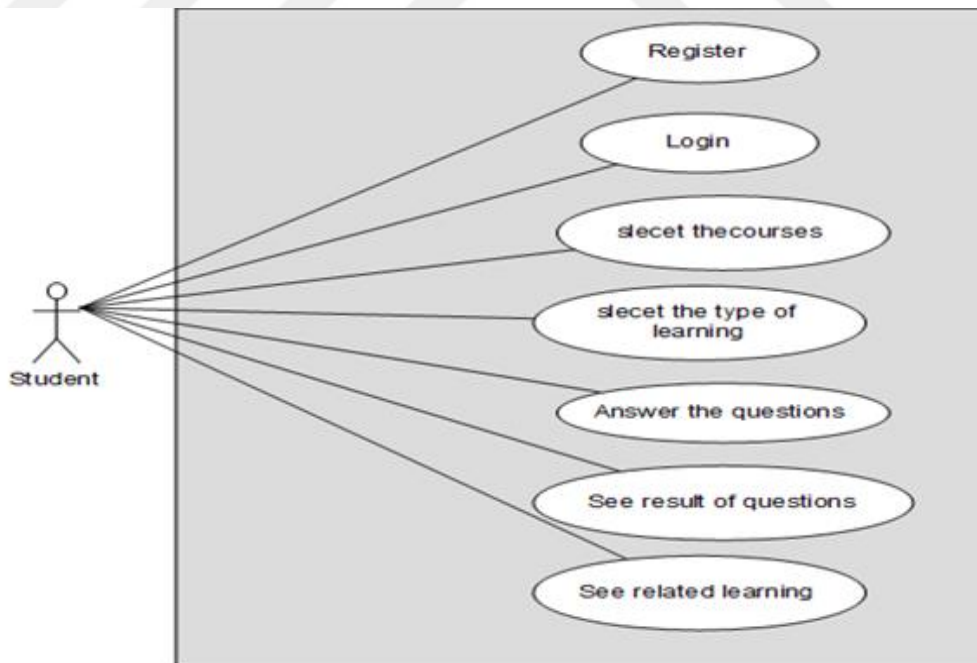 Register
Login
slecet thecourses
slecet the type of
learning
Student
Answer the questions
See result of questions
See related learning